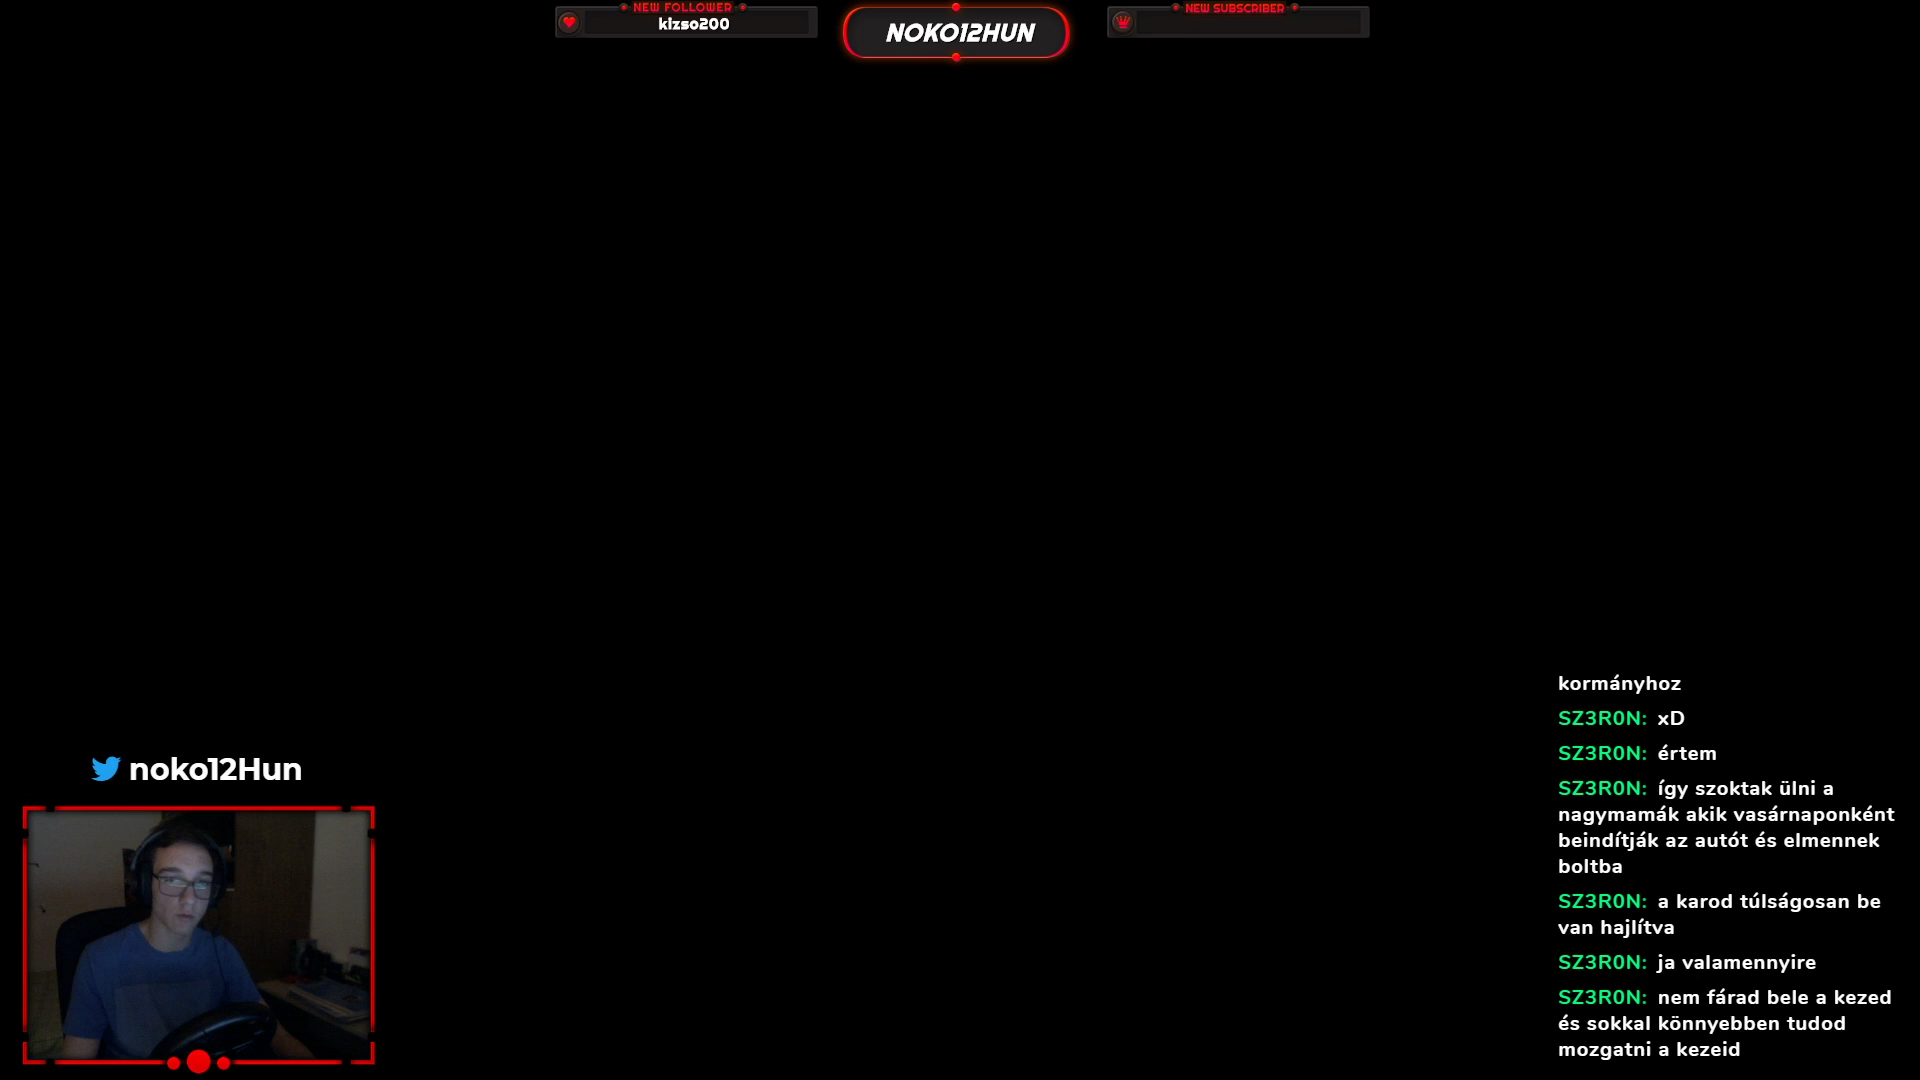 NEW FOLLOWER
kizso200
NOKO12HUN
NEW SUBSCRIBER
noko12Hun
kormányhoz
SZ3R0N: xD
SZ3R0N: értem
SZ3R0N: így szoktak ülni a
nagymamák akik vasárnaponként
beindítják az autót és elmennek
boltba
SZ3R0N: a karod túlságosan be
van hajlítva
SZ3R0N: ja valamennyire
SZ3R0N: nem fárad bele a kezed
és sokkal könnyebben tudod
mozgatni a kezeid